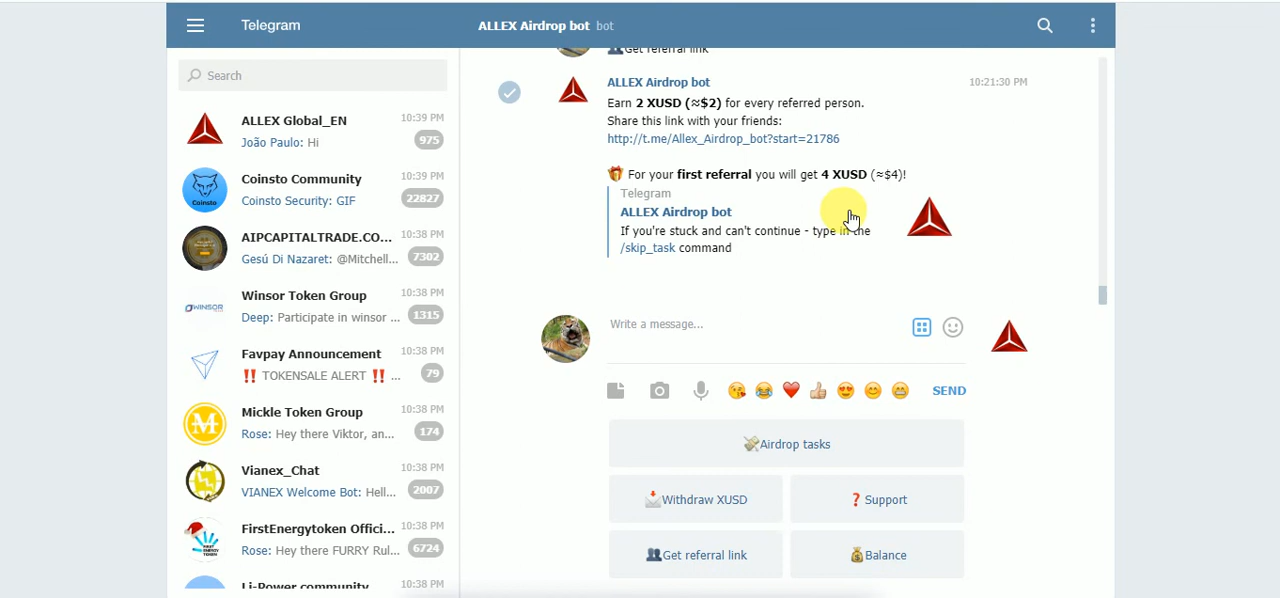 Telegram
ALLEX Airdrop bot bot
Search
ALLEX Global_EN 10:39 PM
João Paulo: Hi 975
Coinsto Community 10:39 PM
Coinsto Security: GIF 22827
AIPCAPITALTRADE.CO... 10:38 PM
Gesú Di Nazaret: @Mitchell... 7302
Winsor Token Group 10:38 PM
WINSOR
Deep: Participate in winsor ... 1315
Favpay Announcement 10:38 PM
‼️ TOKENSALE ALERT ‼️ ... 79
Mickle Token Group 10:38 PM
Rose: Hey there Viktor, an... 174
Vianex_Chat 10:38 PM
VIANEX Welcome Bot: Hell... 2007
FirstEnergytoken Offici... 10:38 PM
Rose: Hey there FURRY Rul... 6724
Li-Power community 10:38 PM
👥Get referral link
ALLEX Airdrop bot 10:21:30 PM
Earn 2 XUSD (≈$2) for every referred person.
Share this link with your friends:
http://t.me/Allex_Airdrop_bot?start=21786
🎁 For your first referral you will get 4 XUSD (≈$4)!
Telegram
ALLEX Airdrop bot
If you're stuck and can't continue - type in the
/skip_task command
Write a message...
SEND
💸Airdrop tasks
📩Withdraw XUSD
❓Support
👥Get referral link
💰Balance